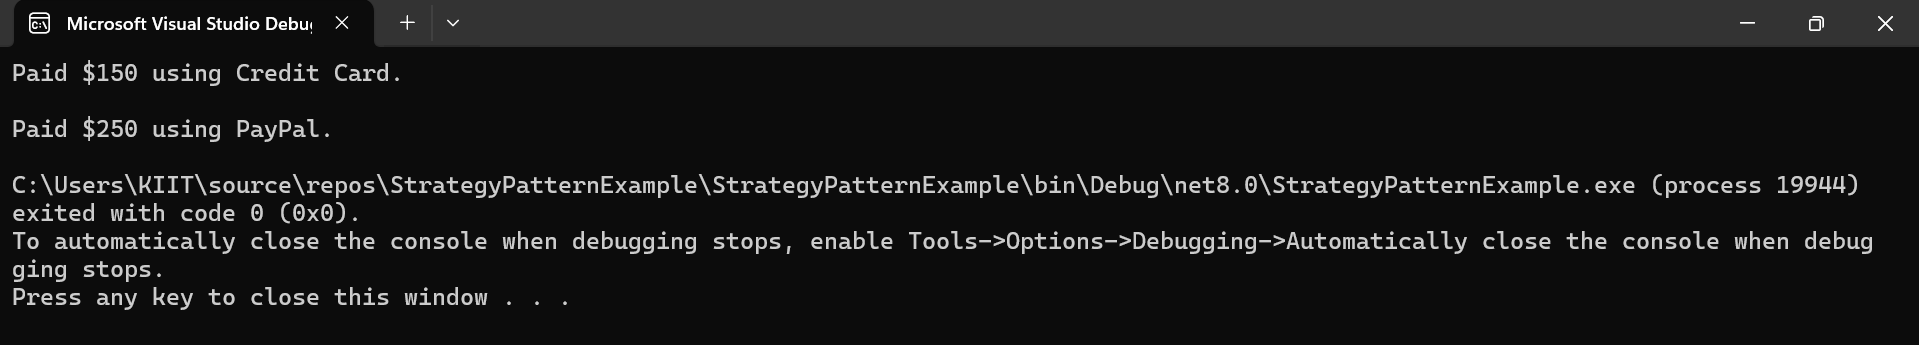 Microsoft Visual Studio Debu
Paid $150 using Credit Card.
Paid $250 using PayPal.
C:\Users\KIIT\source\repos\StrategyPatternExample\StrategyPatternExample\bin\Debug\net8.0\StrategyPatternExample.exe (process 19944)
exited with code 0 (0x0).
To automatically close the console when debugging stops, enable Tools->Options->Debugging->Automatically close the console when debug
ging stops.
Press any key to close this window . . .